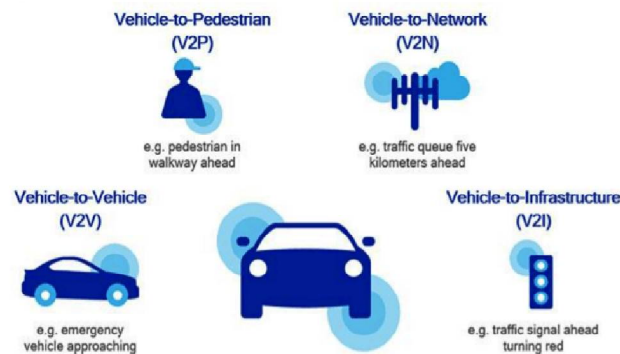 Vehicle-to-Pedestrian
(V2P)
e.g. pedestrian in
walkway ahead
Vehicle-to-Network
(V2N)
e.g. traffic queue five
kilometers ahead
Vehicle-to-Vehicle
(V2V)
e.g. emergency
vehicle approaching
Vehicle-to-Infrastructure
(V2I)
e.g. traffic signal ahead
turning red